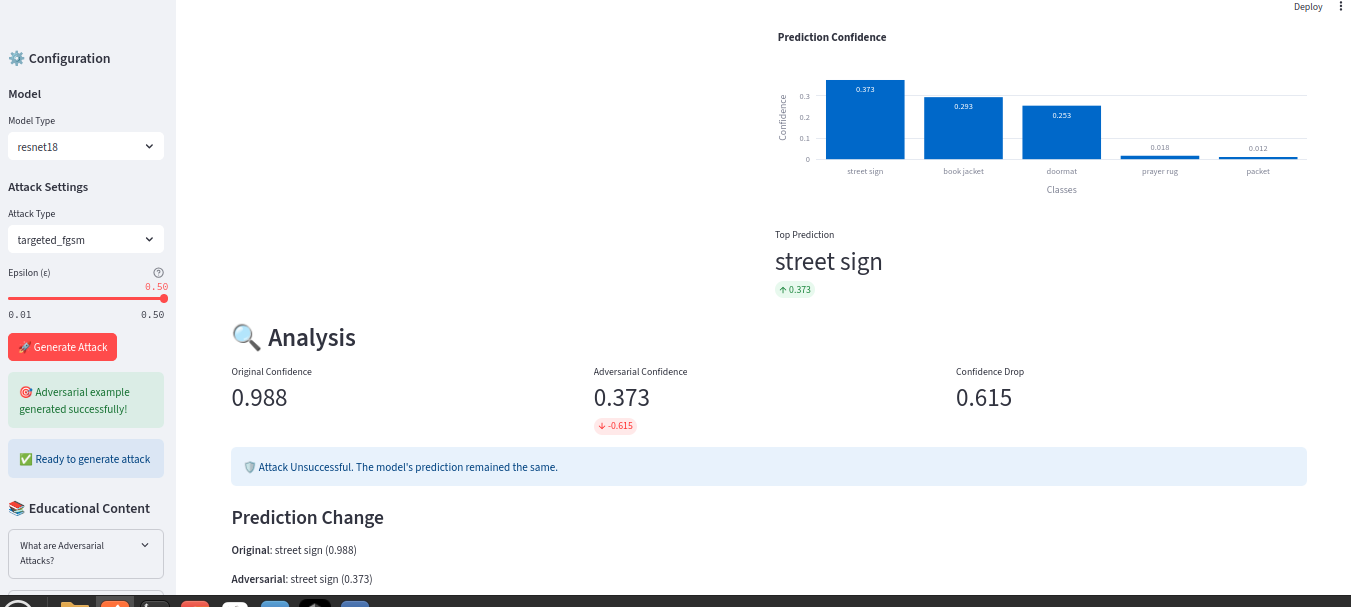 Deploy
⚙️ Configuration
Model
Model Type
resnet18
Attack Settings
Attack Type
targeted_fgsm
Epsilon (ε)
0.50
0.01 0.50
🚀 Generate Attack
🎯 Adversarial example
generated successfully!
✅ Ready to generate attack
📚 Educational Content
What are Adversarial
Attacks?
Prediction Confidence
Confidence
0.3
0.2
0.1
0
0.373
0.293
0.253
0.018
0.012
street sign
book jacket
doormat
prayer rug
packet
Classes
Top Prediction
street sign
↑ 0.373
🔍 Analysis
Original Confidence
0.988
Adversarial Confidence
0.373
↓ -0.615
Confidence Drop
0.615
🛡️ Attack Unsuccessful. The model's prediction remained the same.
Prediction Change
Original: street sign (0.988)
Adversarial: street sign (0.373)